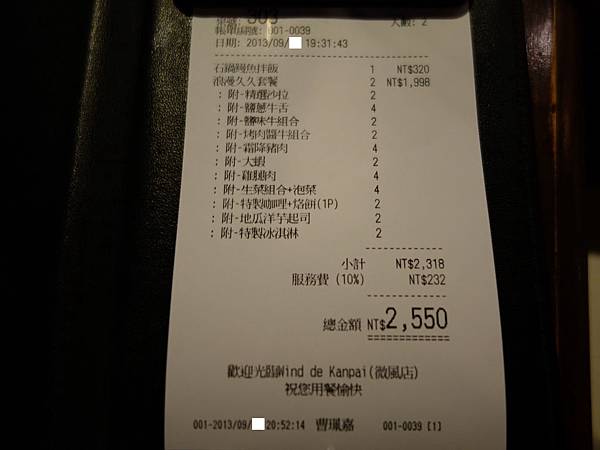 桌號: 303 人數: 2
帳單編號: 001-0039
日期: 2013/09/ 19:31:43
石鍋鰻魚拌飯 1 NT$320
浪漫久久套餐 2 NT$1,998
: 附-精選沙拉 2
: 附-鹽蔥牛舌 4
: 附-鹽味牛組合 2
: 附-烤肉醬牛組合 2
: 附-霜降豬肉 4
: 附-大蝦 2
: 附-雞腿肉 4
: 附-生菜組合+泡菜 4
: 附-特製咖哩+烙餅(1P) 2
: 附-地瓜洋芋起司 2
: 附-特製冰淇淋 2
小計 NT$2,318
服務費 (10%) NT$232
總金額 NT$2,550
歡迎光臨Wind de Kanpai(微風店)
祝您用餐愉快
001-2013/09/ 20:52:14 曹珮嘉 001-0039 [1]